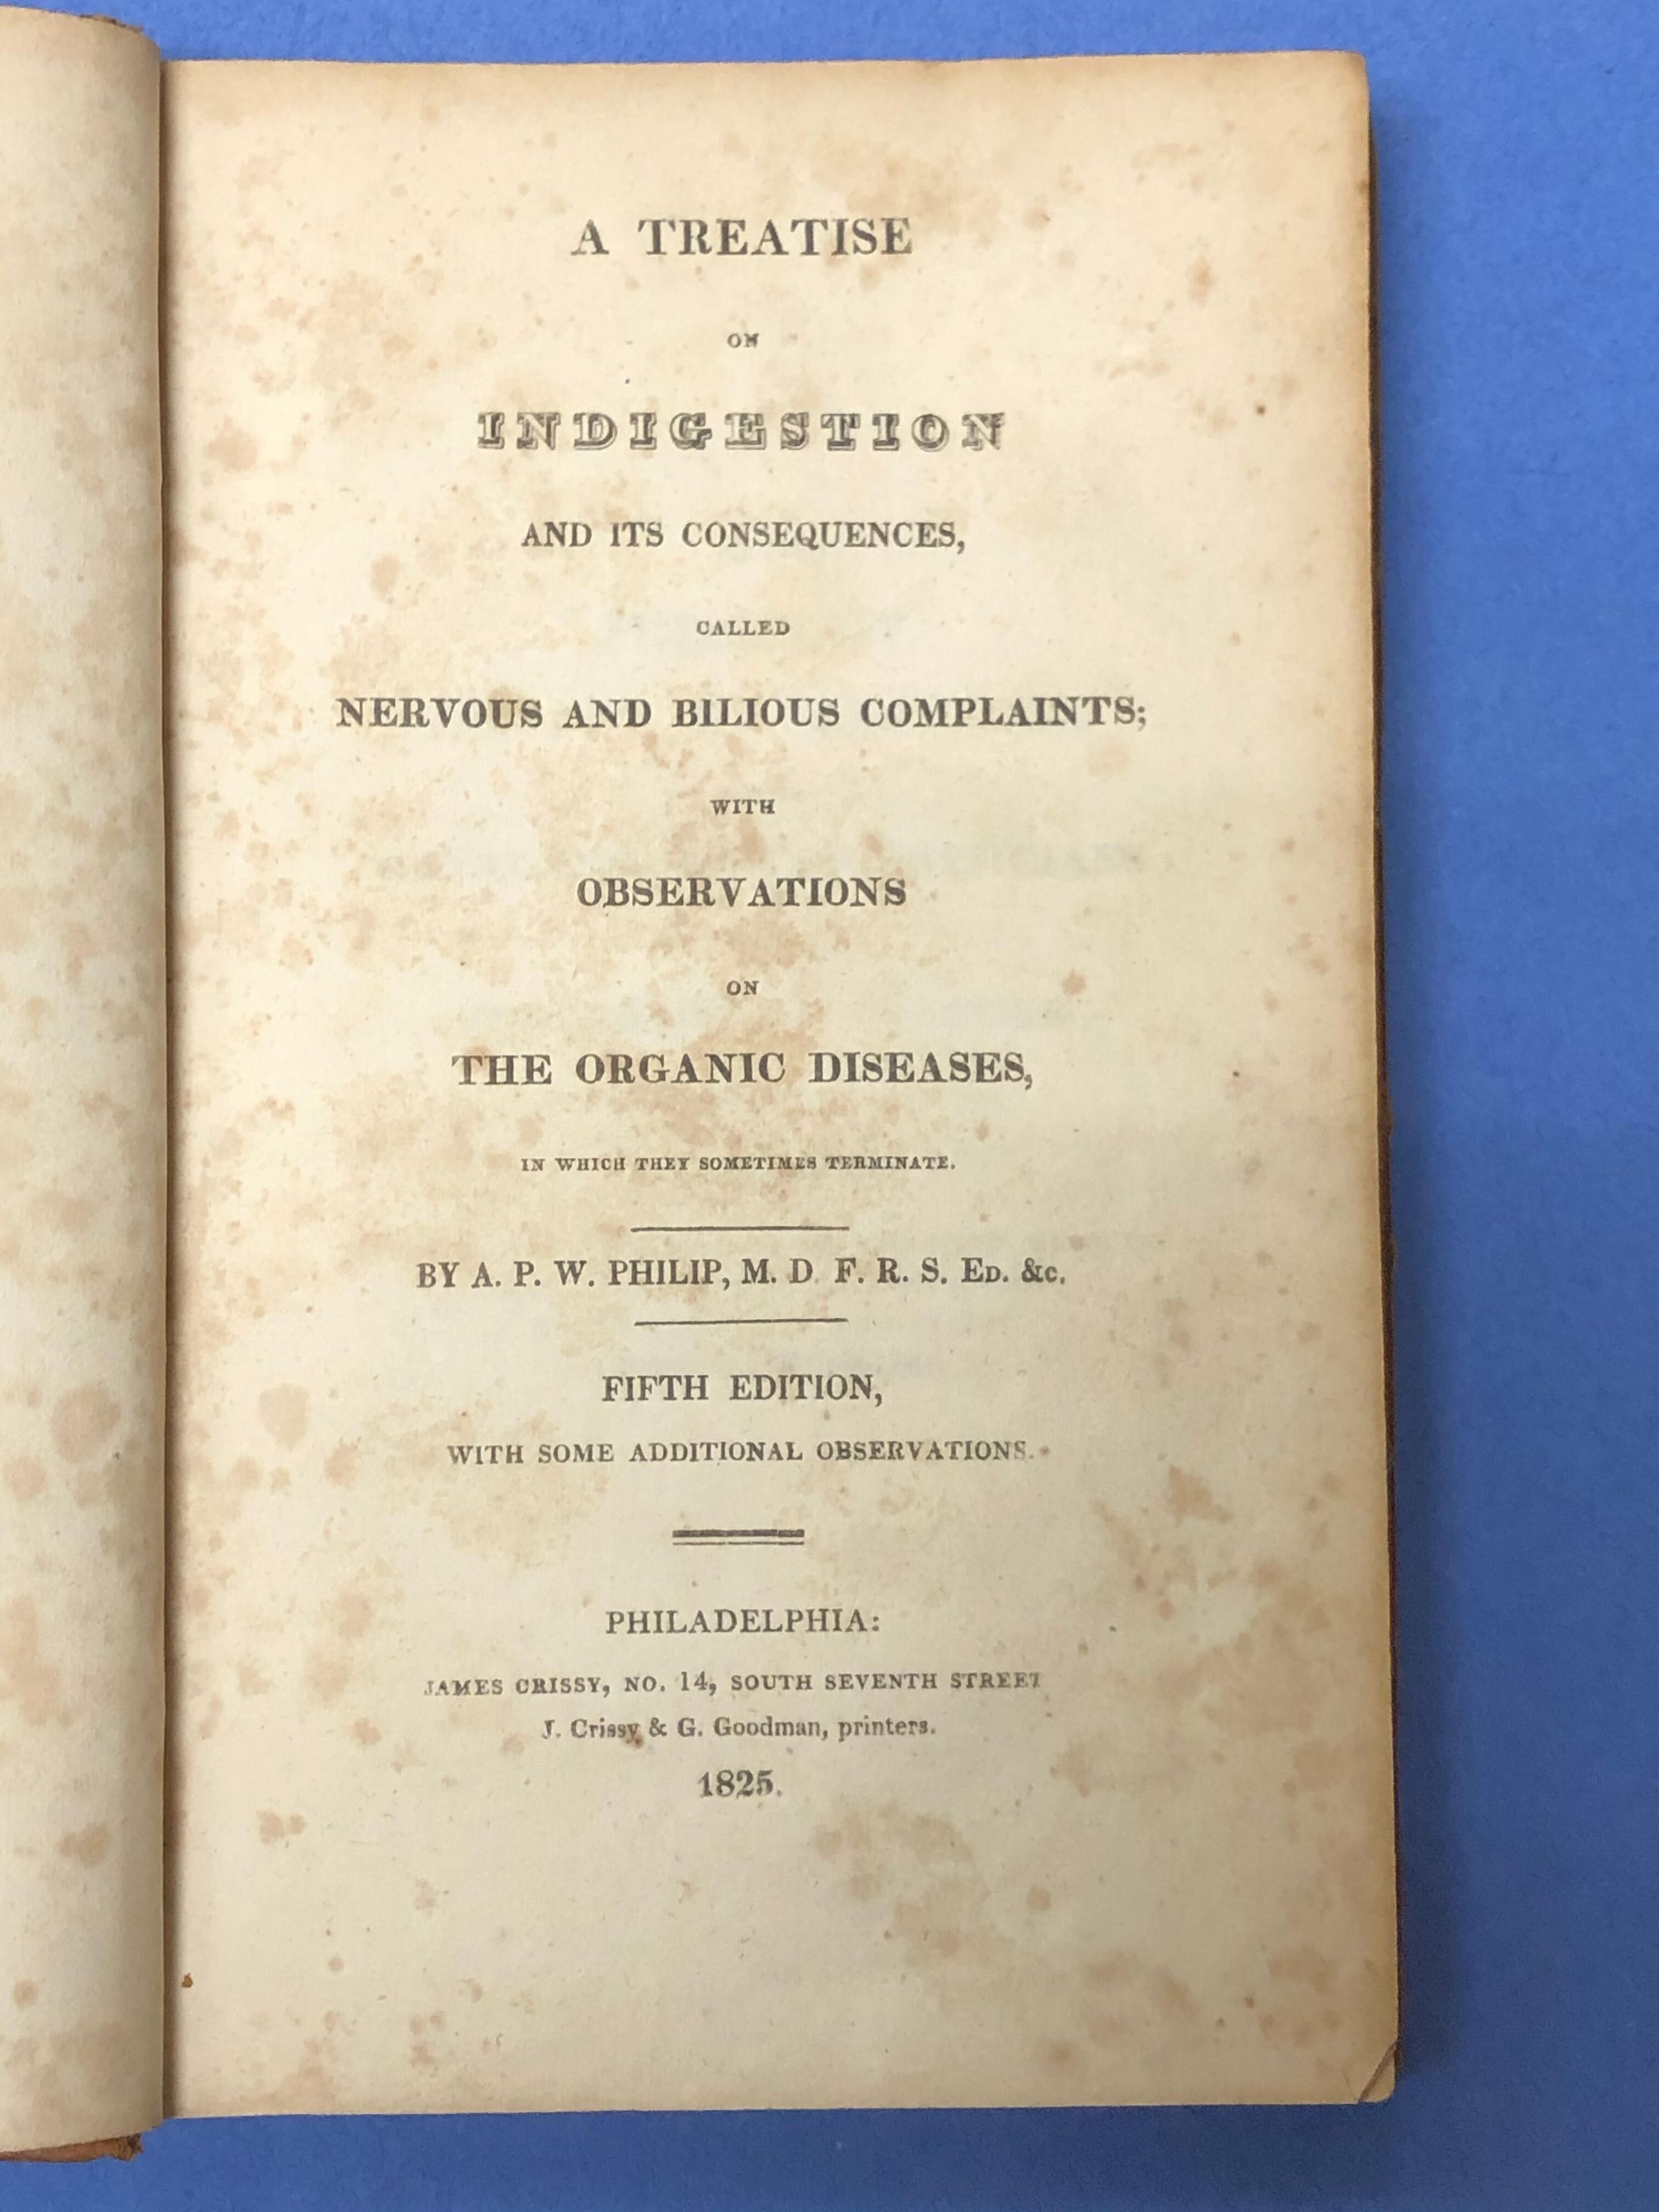 A TREATISE
ON
INDIGESTION
AND ITS CONSEQUENCES,
CALLED
NERVOUS AND BILIOUS COMPLAINTS;
WITH
OBSERVATIONS
ON
THE ORGANIC DISEASES,
IN WHICH THEY SOMETIMES TERMINATE.
BY A. P. W. PHILIP, M. D. F. R. S. ED. &c.
FIFTH EDITION,
WITH SOME ADDITIONAL OBSERVATIONS.
PHILADELPHIA:
JAMES CRISSY, NO. 14, SOUTH SEVENTH STREET
J. Crissy & G. Goodman, printers.
1825.